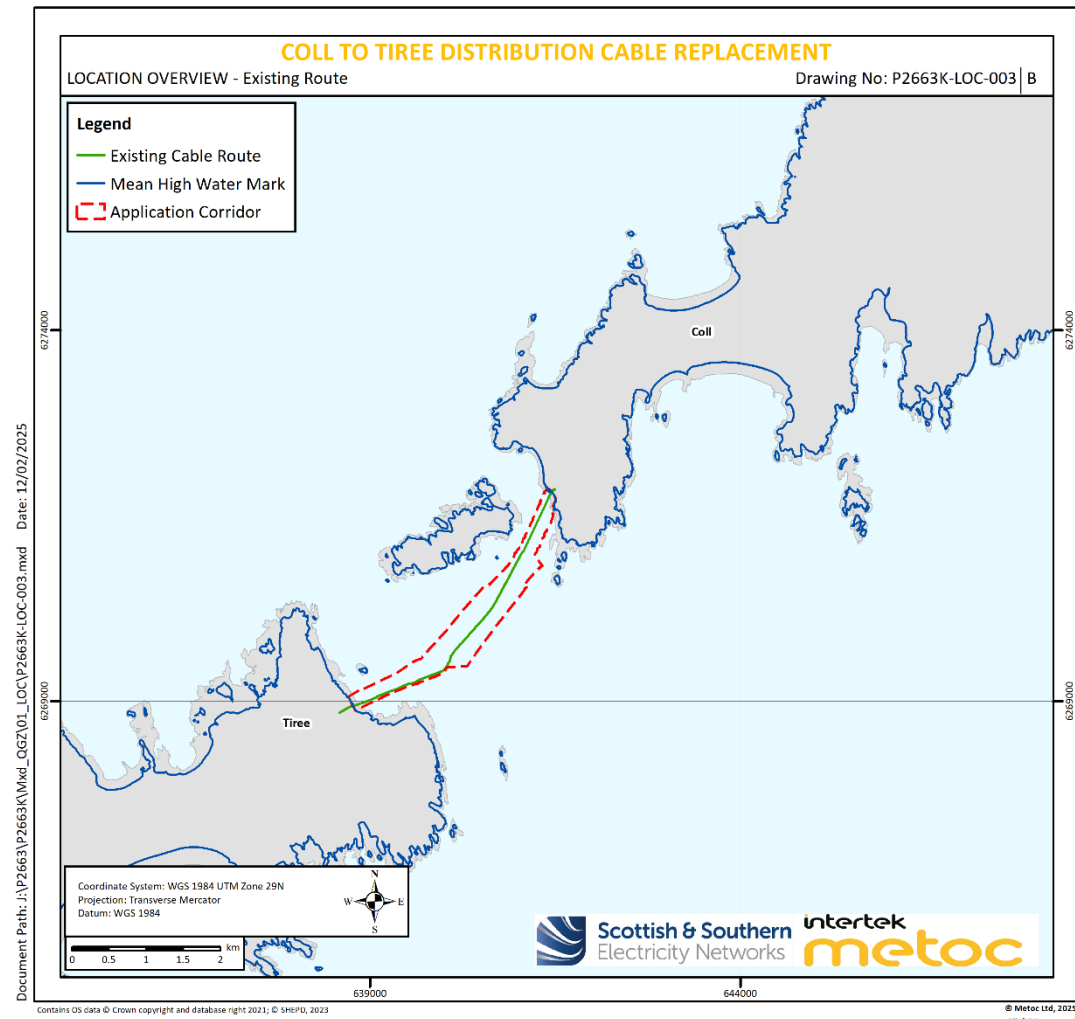 COLL TO TIREE DISTRIBUTION CABLE REPLACEMENT
LOCATION OVERVIEW - Existing Route
Drawing No: P2663K-LOC-003 B
Legend
Existing Cable Route
Mean High Water Mark
Application Corridor
6274000
Coll
6274000
6269000
Tiree
6269000
Coordinate System: WGS 1984 UTM Zone 29N
Projection: Transverse Mercator
Datum: WGS 1984
N
W E
S
km
0 0.5 1 1.5 2
Scottish & Southern
Electricity Networks
intertek
metoc
639000
644000
Document Path: J:\P2663\P2663K\Mxd_QGZ\01_LOC\P2663K-LOC-003.mxd Date: 12/02/2025
Contains OS data © Crown copyright and database right 2021; © SHEPD, 2023
© Metoc Ltd, 2025